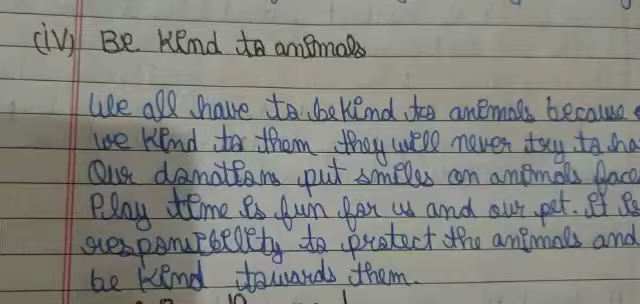 (iv) Be kind to animals
We all have to be kind to animals because
we kind to them they will never try to ha
Our donations put smiles on animals face
Play time is fun for us and our pet. It is
responsibility to protect the animals and
be kind towards them.